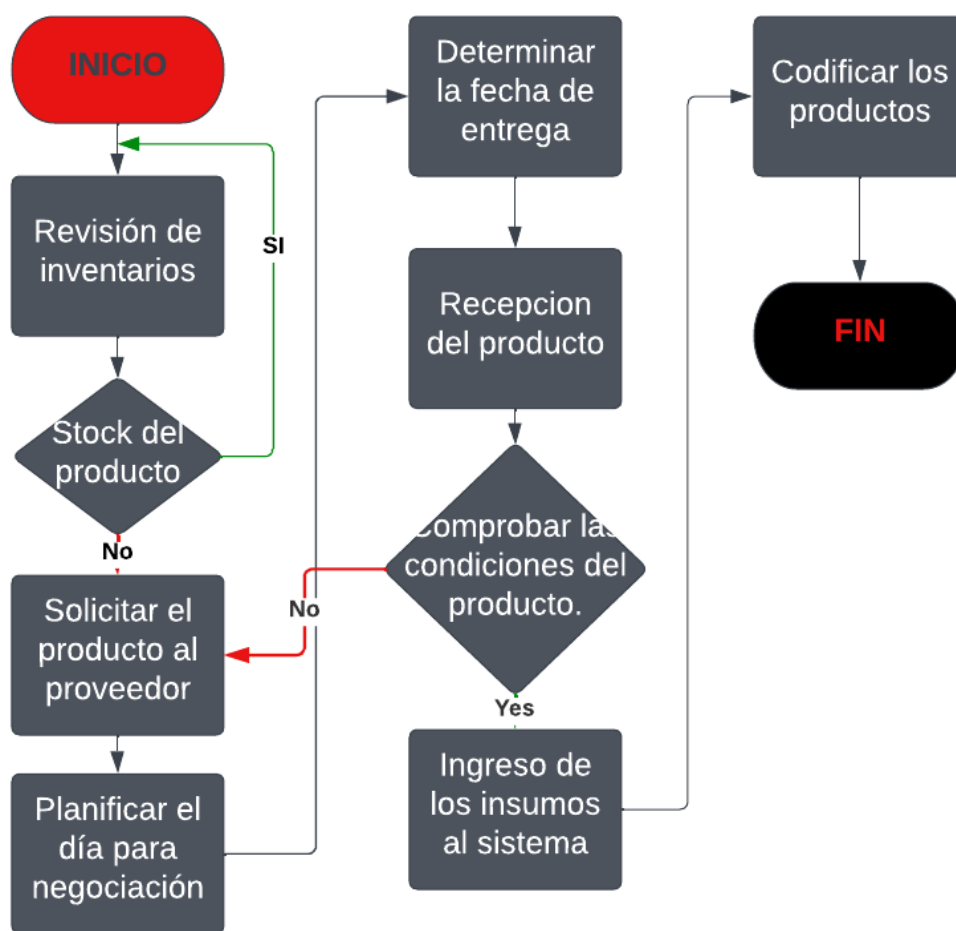 INICIO
Revisión de
inventarios
SI
Stock del
producto
No
Solicitar el
producto al
proveedor
Planificar el
día para
negociación
Determinar
la fecha de
entrega
Recepcion
del producto
Comprobar las
condiciones del
producto.
No
Yes
Ingreso de
los insumos
al sistema
Codificar los
productos
FIN